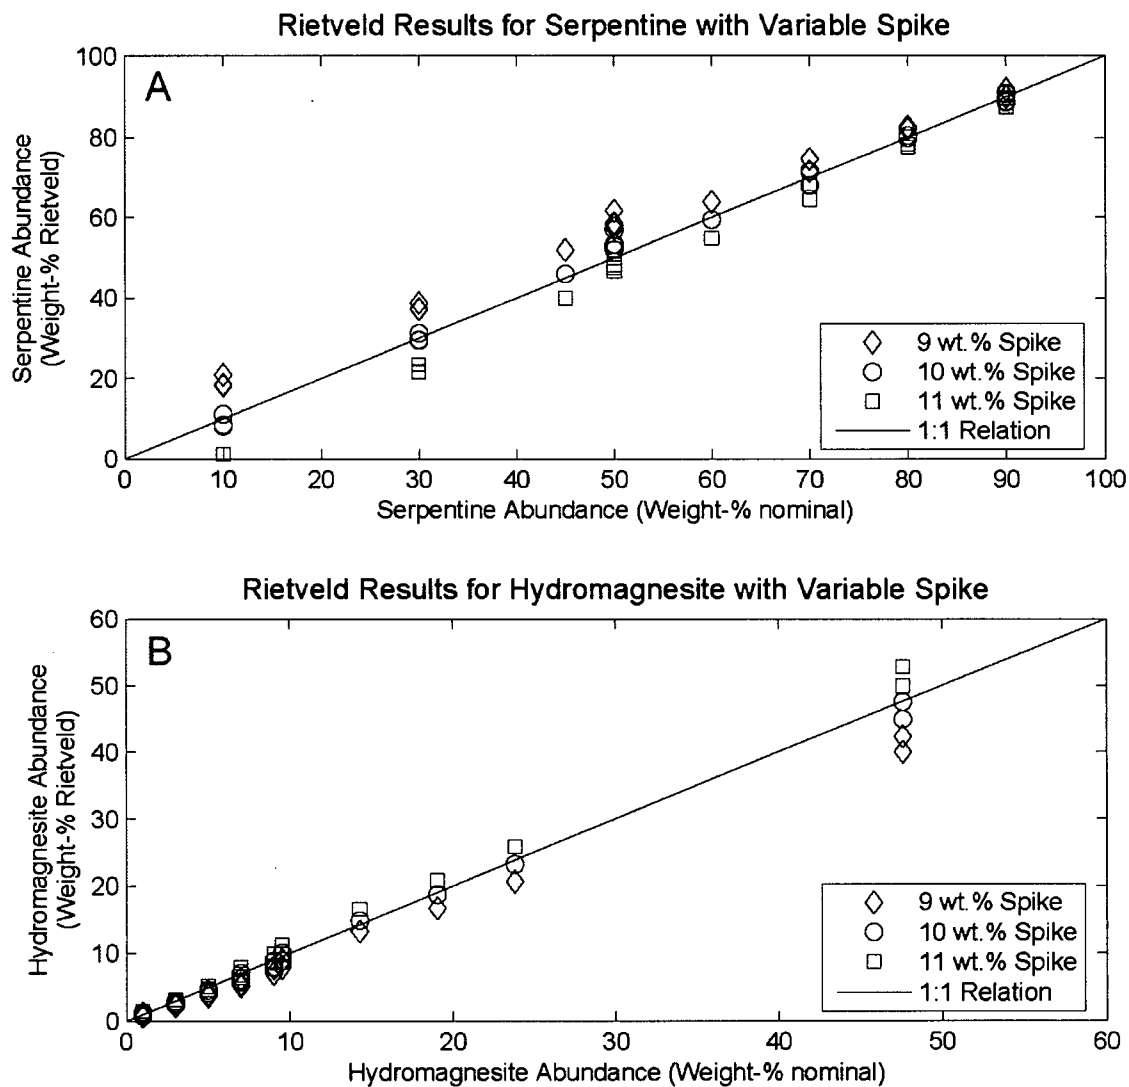 Rietveld Results for Serpentine with Variable Spike
A
Serpentine Abundance
(Weight-% Rietveld)
100
80
60
40
20
0
9 wt.% Spike
10 wt.% Spike
11 wt.% Spike
1:1 Relation
0 10 20 30 40 50 60 70 80 90 100
Serpentine Abundance (Weight-% nominal)
Rietveld Results for Hydromagnesite with Variable Spike
B
Hydromagnesite Abundance
(Weight-% Rietveld)
60
50
40
30
20
10
0
9 wt.% Spike
10 wt.% Spike
11 wt.% Spike
1:1 Relation
0 10 20 30 40 50 60
Hydromagnesite Abundance (Weight-% nominal)